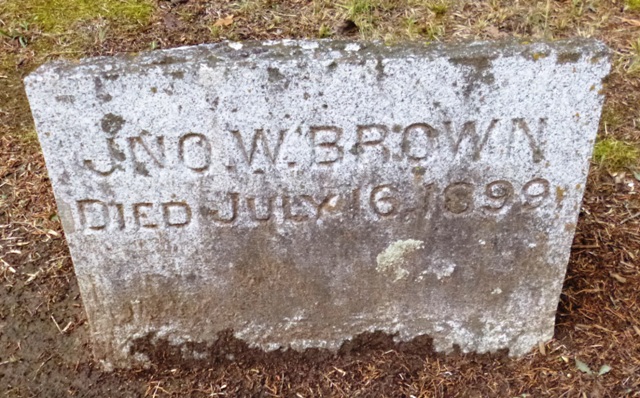 JNO. W. BROWN
DIED JULY 16, 1899.